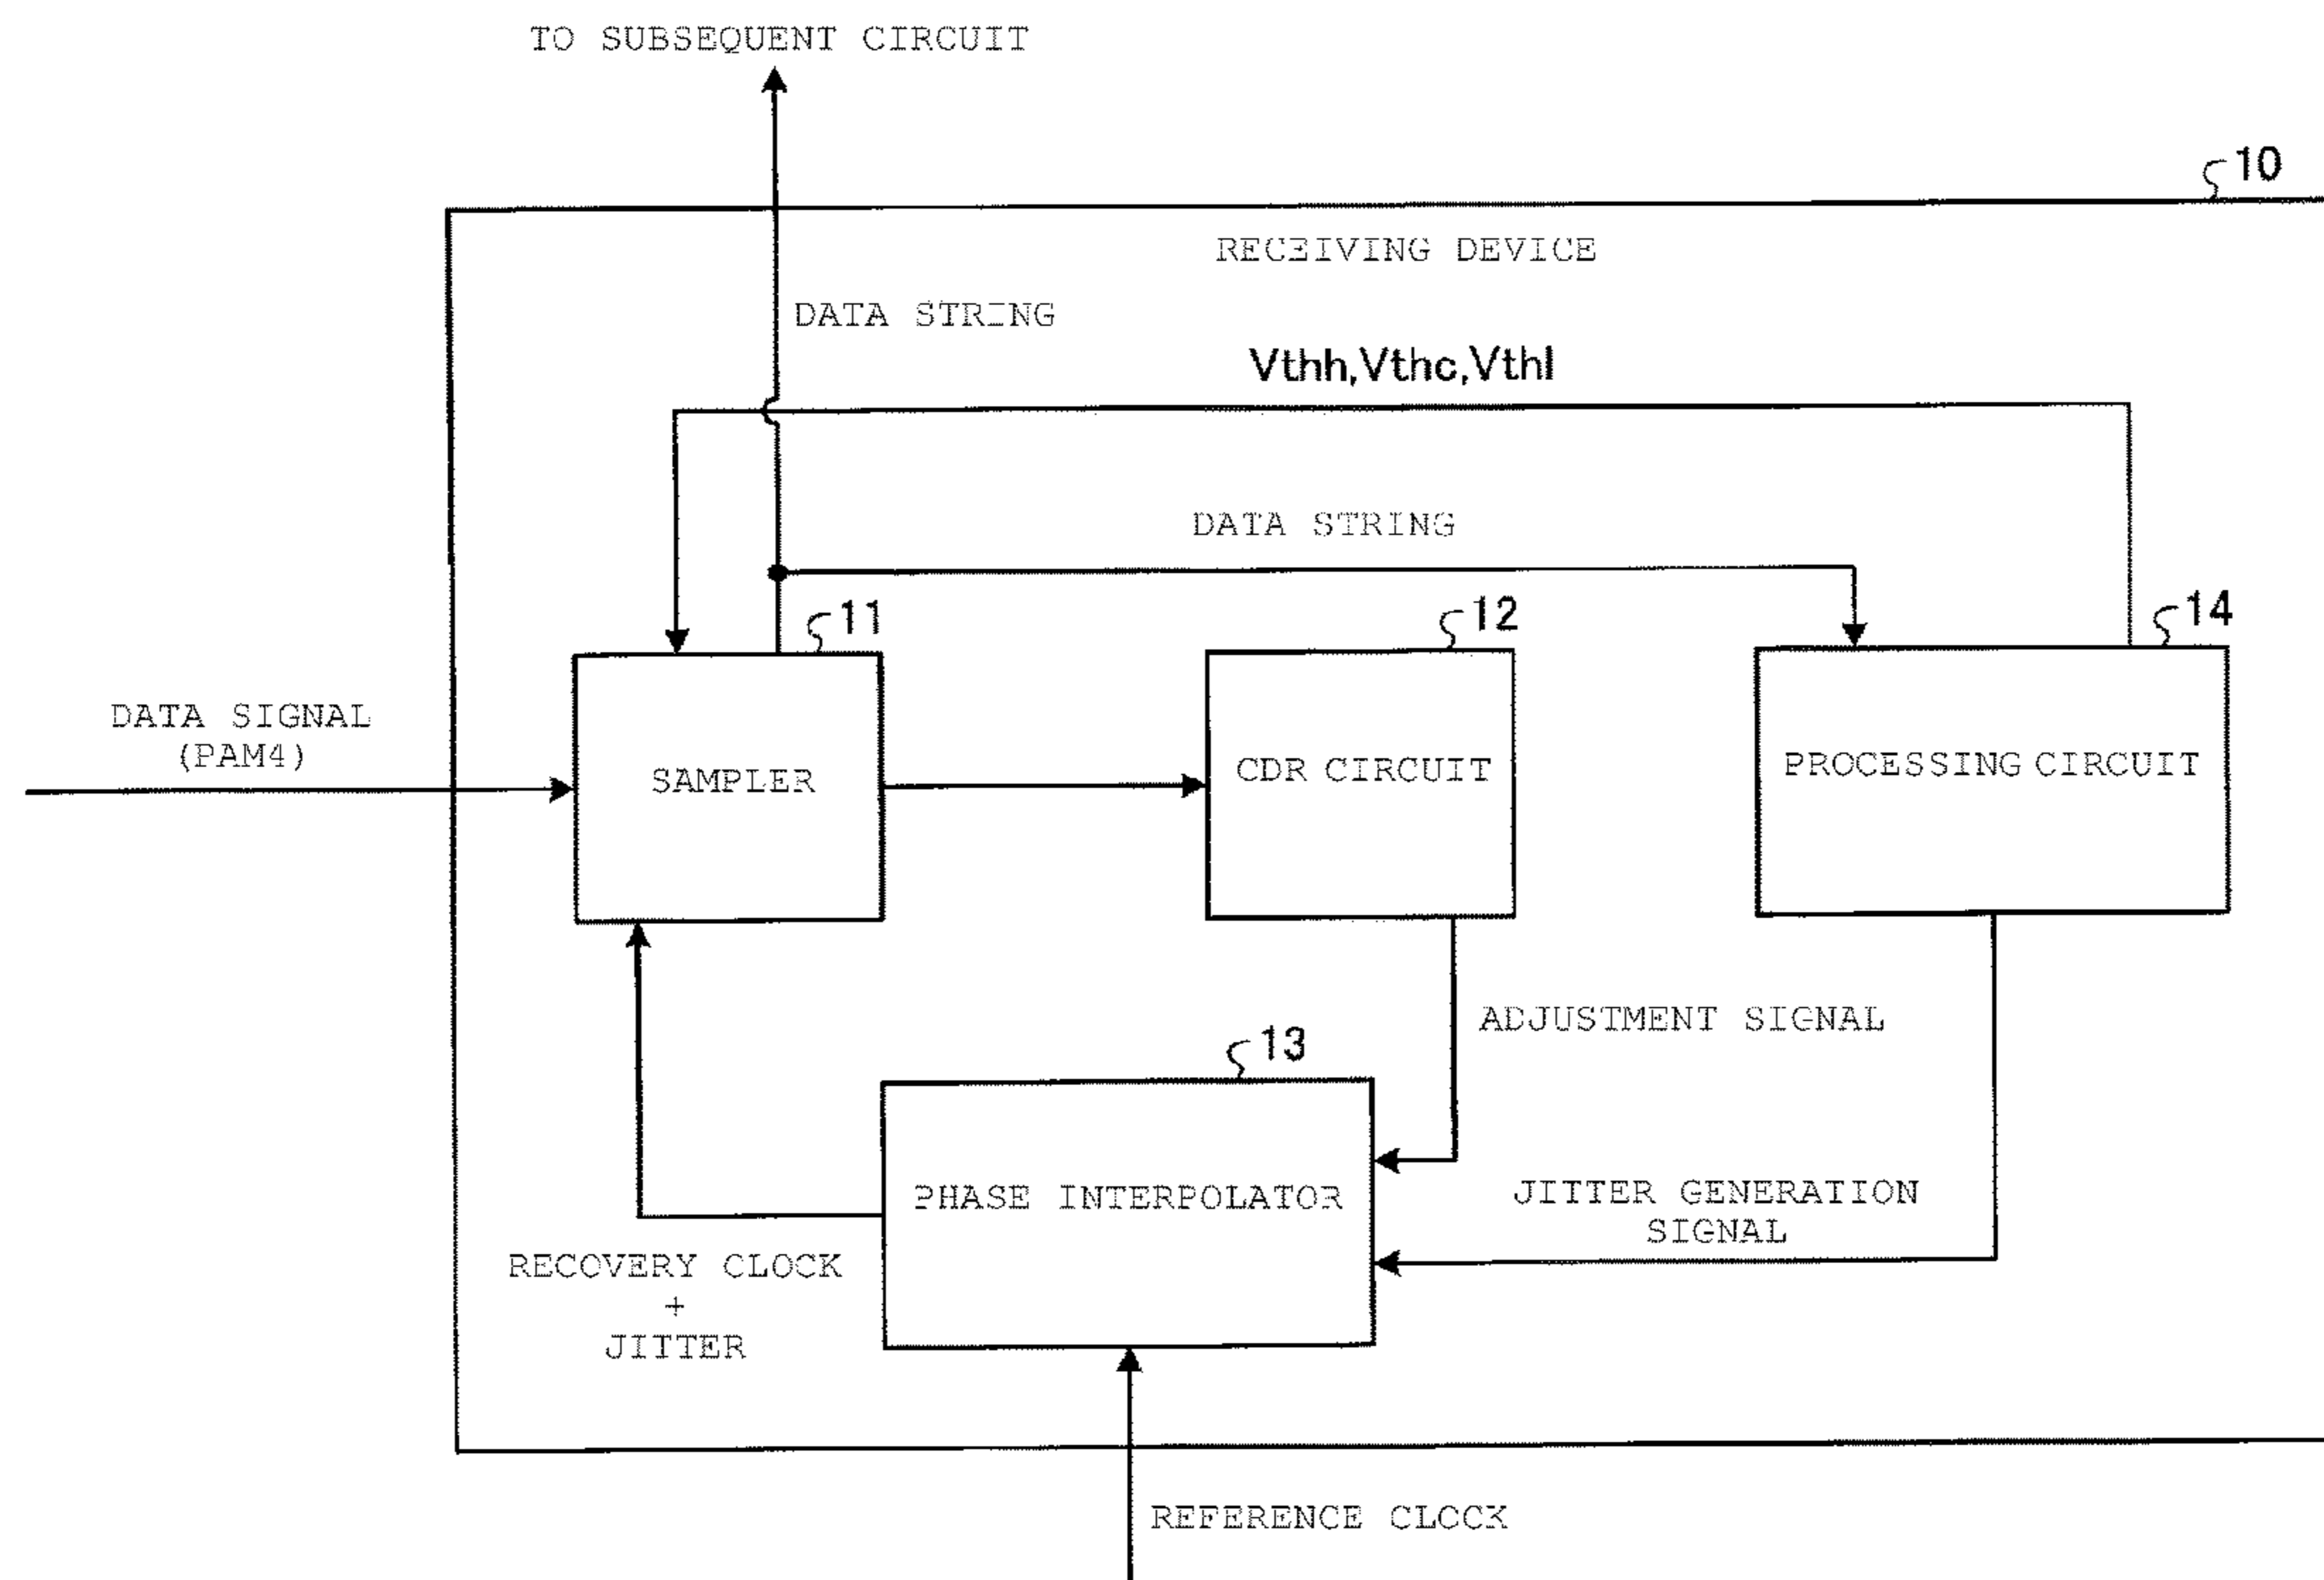 TO SUBSEQUENT CIRCUIT
10
RECEIVING DEVICE
DATA STRING
Vthh,Vthc,Vthl
DATA STRING
11
12
14
DATA SIGNAL
(PAM4)
SAMPLER
CDR CIRCUIT
PROCESSING CIRCUIT
ADJUSTMENT SIGNAL
13
PHASE INTERPOLATOR
JITTER GENERATION
SIGNAL
RECOVERY CLOCK
+
JITTER
REFERENCE CLOCK